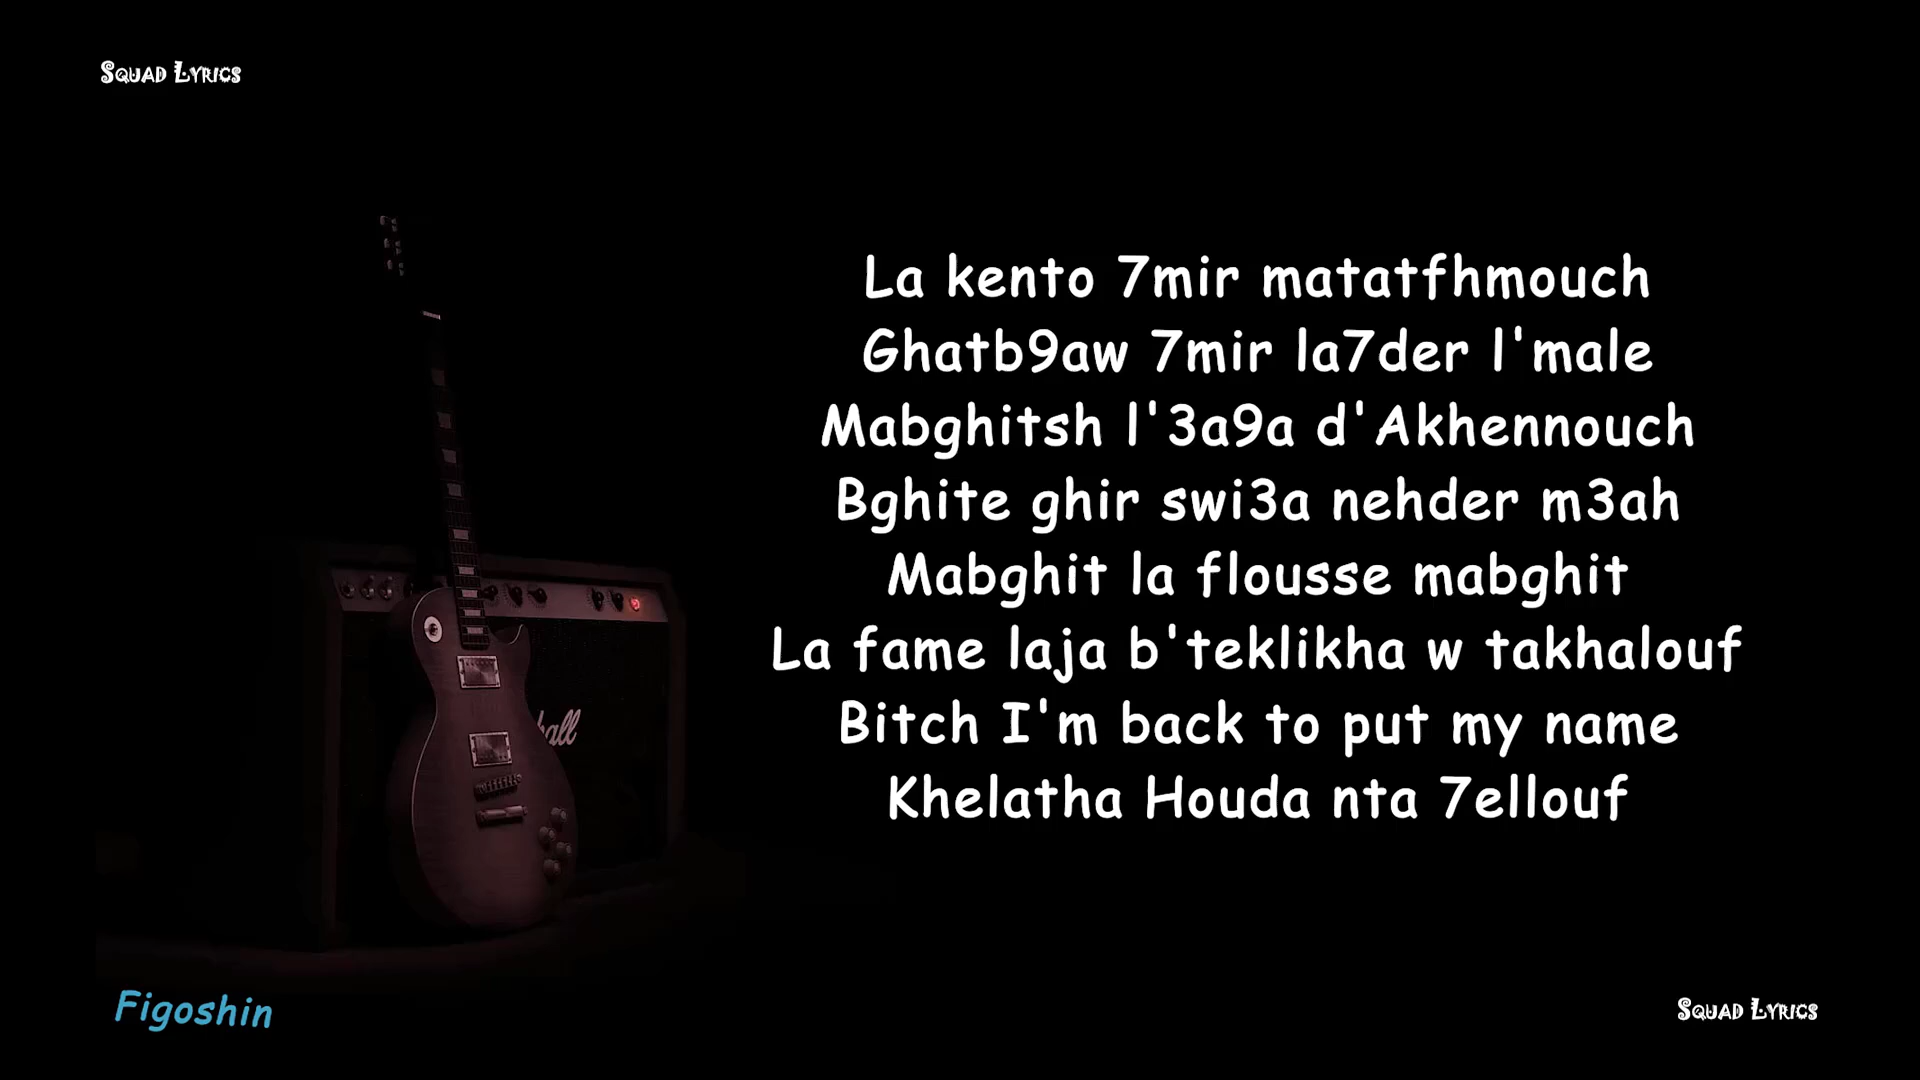 SQUAD LYRICS
La kento 7mir matatfhmouch
Ghatb9aw 7mir la7der l'male
Mabghitsh l'3a9a d'Akhennouch
Bghite ghir swi3a nehder m3ah
Mabghit la flousse mabghit
La fame laja b'teklikha w takhalouf
Bitch I'm back to put my name
Khelatha Houda nta 7ellouf
Figoshin
SQUAD LYRICS